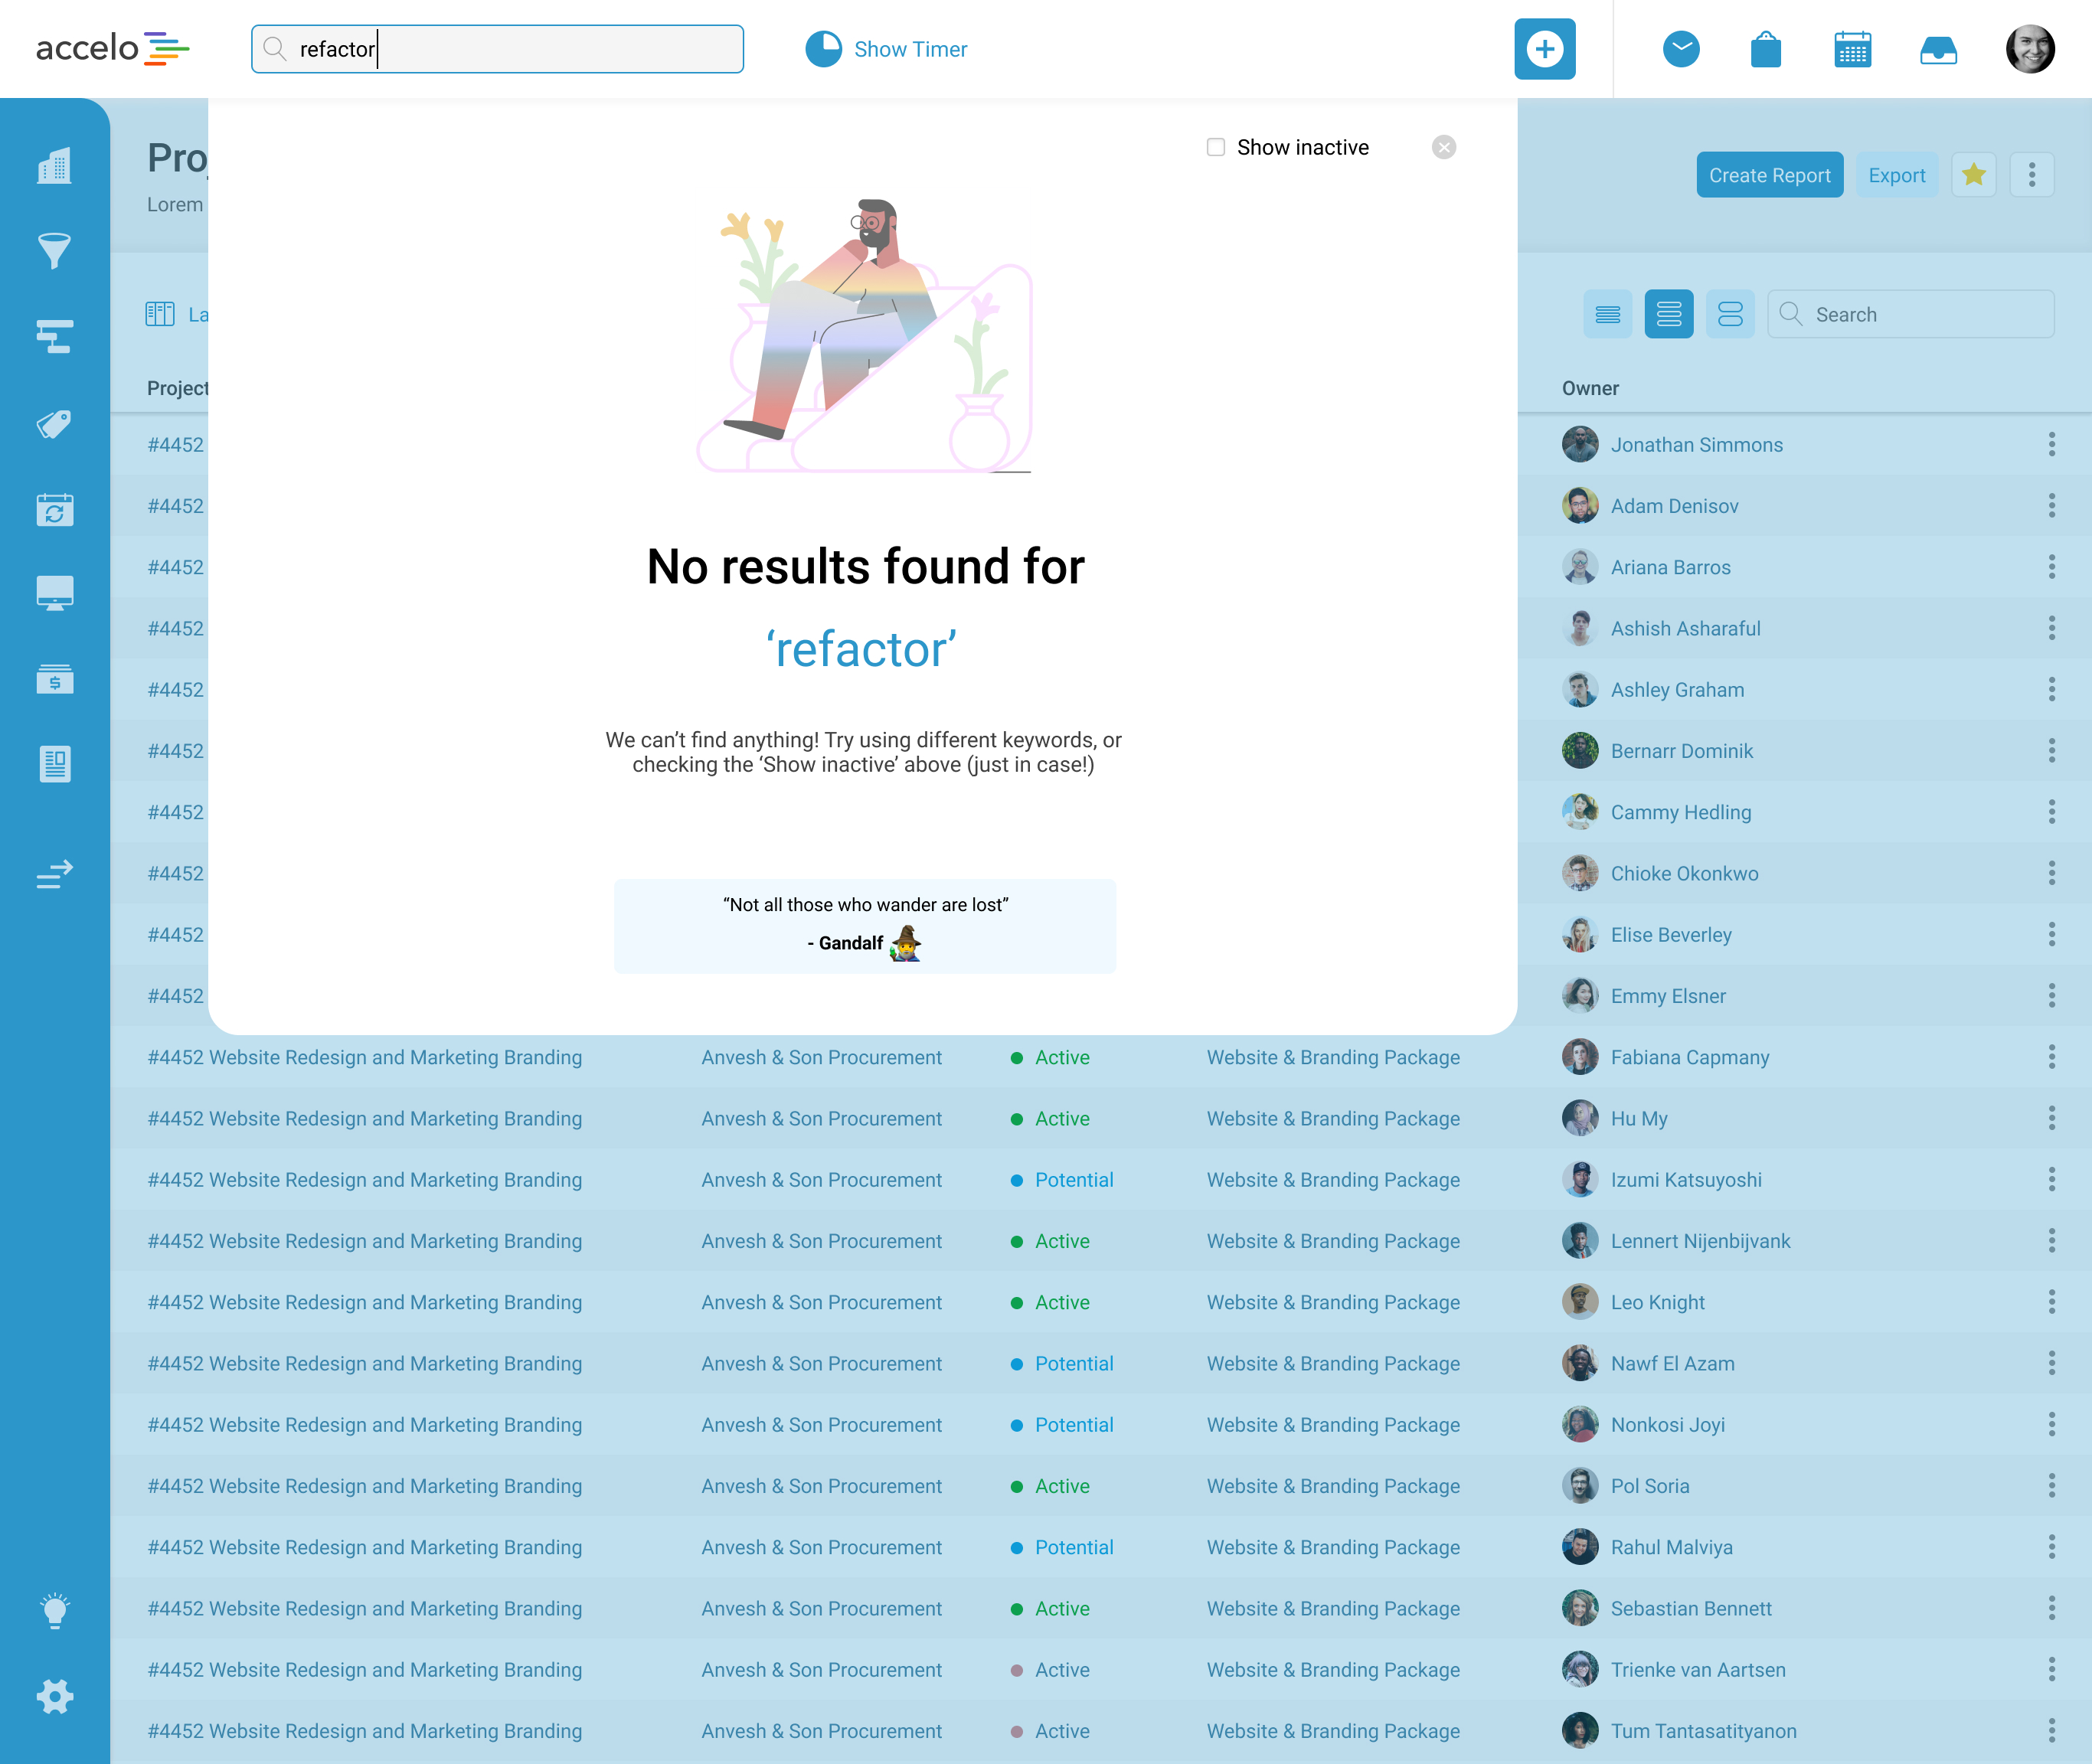 accelo
refactor
Show Timer
Show inactive
Lorem
Create Report
Export
La
Search
Project
Owner
#4452
Jonathan Simmons
#4452
Adam Denisov
#4452
Ariana Barros
#4452
Ashish Asharaful
#4452
Ashley Graham
#4452
Bernarr Dominik
#4452
Cammy Hedling
#4452
Chioke Okonkwo
#4452
Elise Beverley
#4452
Emmy Elsner
No results found for
‘refactor’
We can’t find anything! Try using different keywords, or
checking the ‘Show inactive’ above (just in case!)
“Not all those who wander are lost”
- Gandalf
#4452 Website Redesign and Marketing Branding Anvesh & Son Procurement Active Website & Branding Package Fabiana Capmany
#4452 Website Redesign and Marketing Branding Anvesh & Son Procurement Active Website & Branding Package Hu My
#4452 Website Redesign and Marketing Branding Anvesh & Son Procurement Potential Website & Branding Package Izumi Katsuyoshi
#4452 Website Redesign and Marketing Branding Anvesh & Son Procurement Active Website & Branding Package Lennert Nijenbijvank
#4452 Website Redesign and Marketing Branding Anvesh & Son Procurement Active Website & Branding Package Leo Knight
#4452 Website Redesign and Marketing Branding Anvesh & Son Procurement Potential Website & Branding Package Nawf El Azam
#4452 Website Redesign and Marketing Branding Anvesh & Son Procurement Potential Website & Branding Package Nonkosi Joyi
#4452 Website Redesign and Marketing Branding Anvesh & Son Procurement Active Website & Branding Package Pol Soria
#4452 Website Redesign and Marketing Branding Anvesh & Son Procurement Potential Website & Branding Package Rahul Malviya
#4452 Website Redesign and Marketing Branding Anvesh & Son Procurement Active Website & Branding Package Sebastian Bennett
#4452 Website Redesign and Marketing Branding Anvesh & Son Procurement Active Website & Branding Package Trienke van Aartsen
#4452 Website Redesign and Marketing Branding Anvesh & Son Procurement Active Website & Branding Package Tum Tantasatityanon